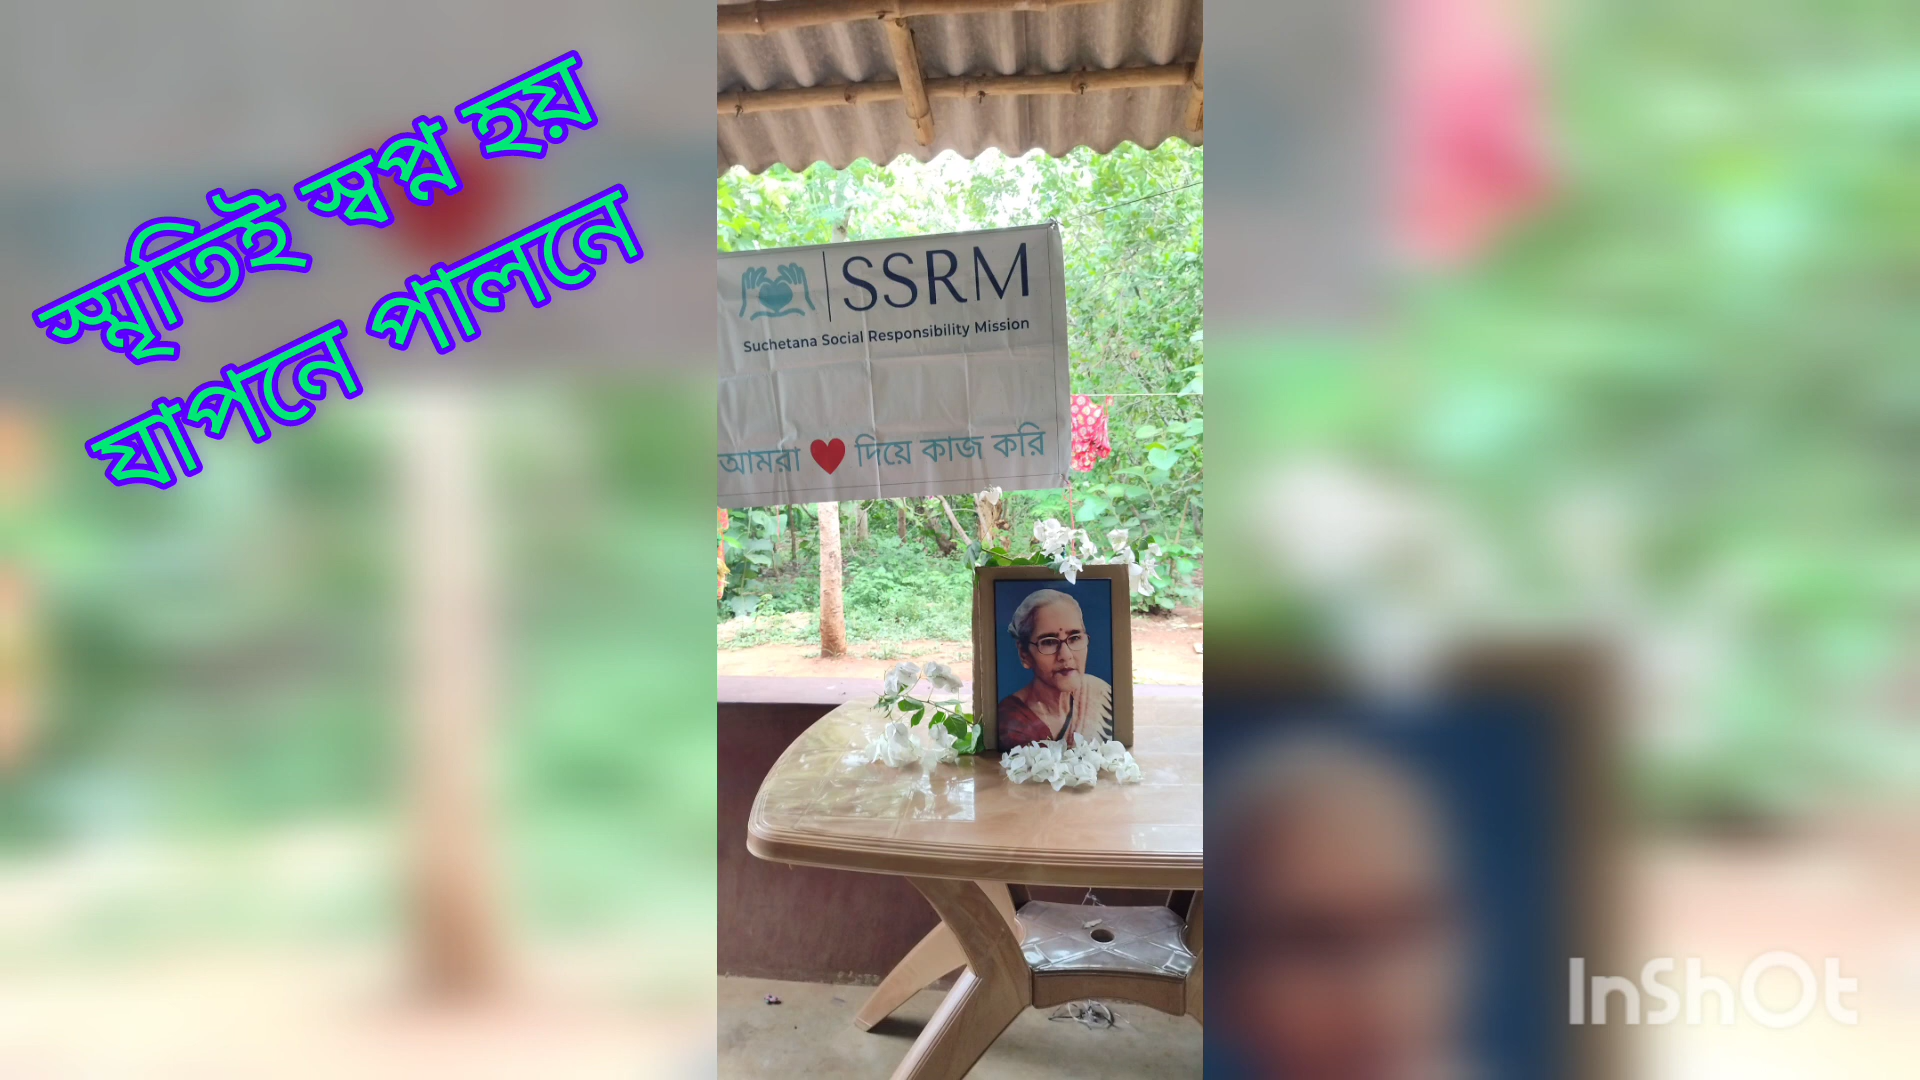 স্মৃতিই স্বপ্ন হয়
যাপনে পালনে
SSRM
Suchetana Social Responsibility Mission
আমরা ❤ দিয়ে কাজ করি
InShOt